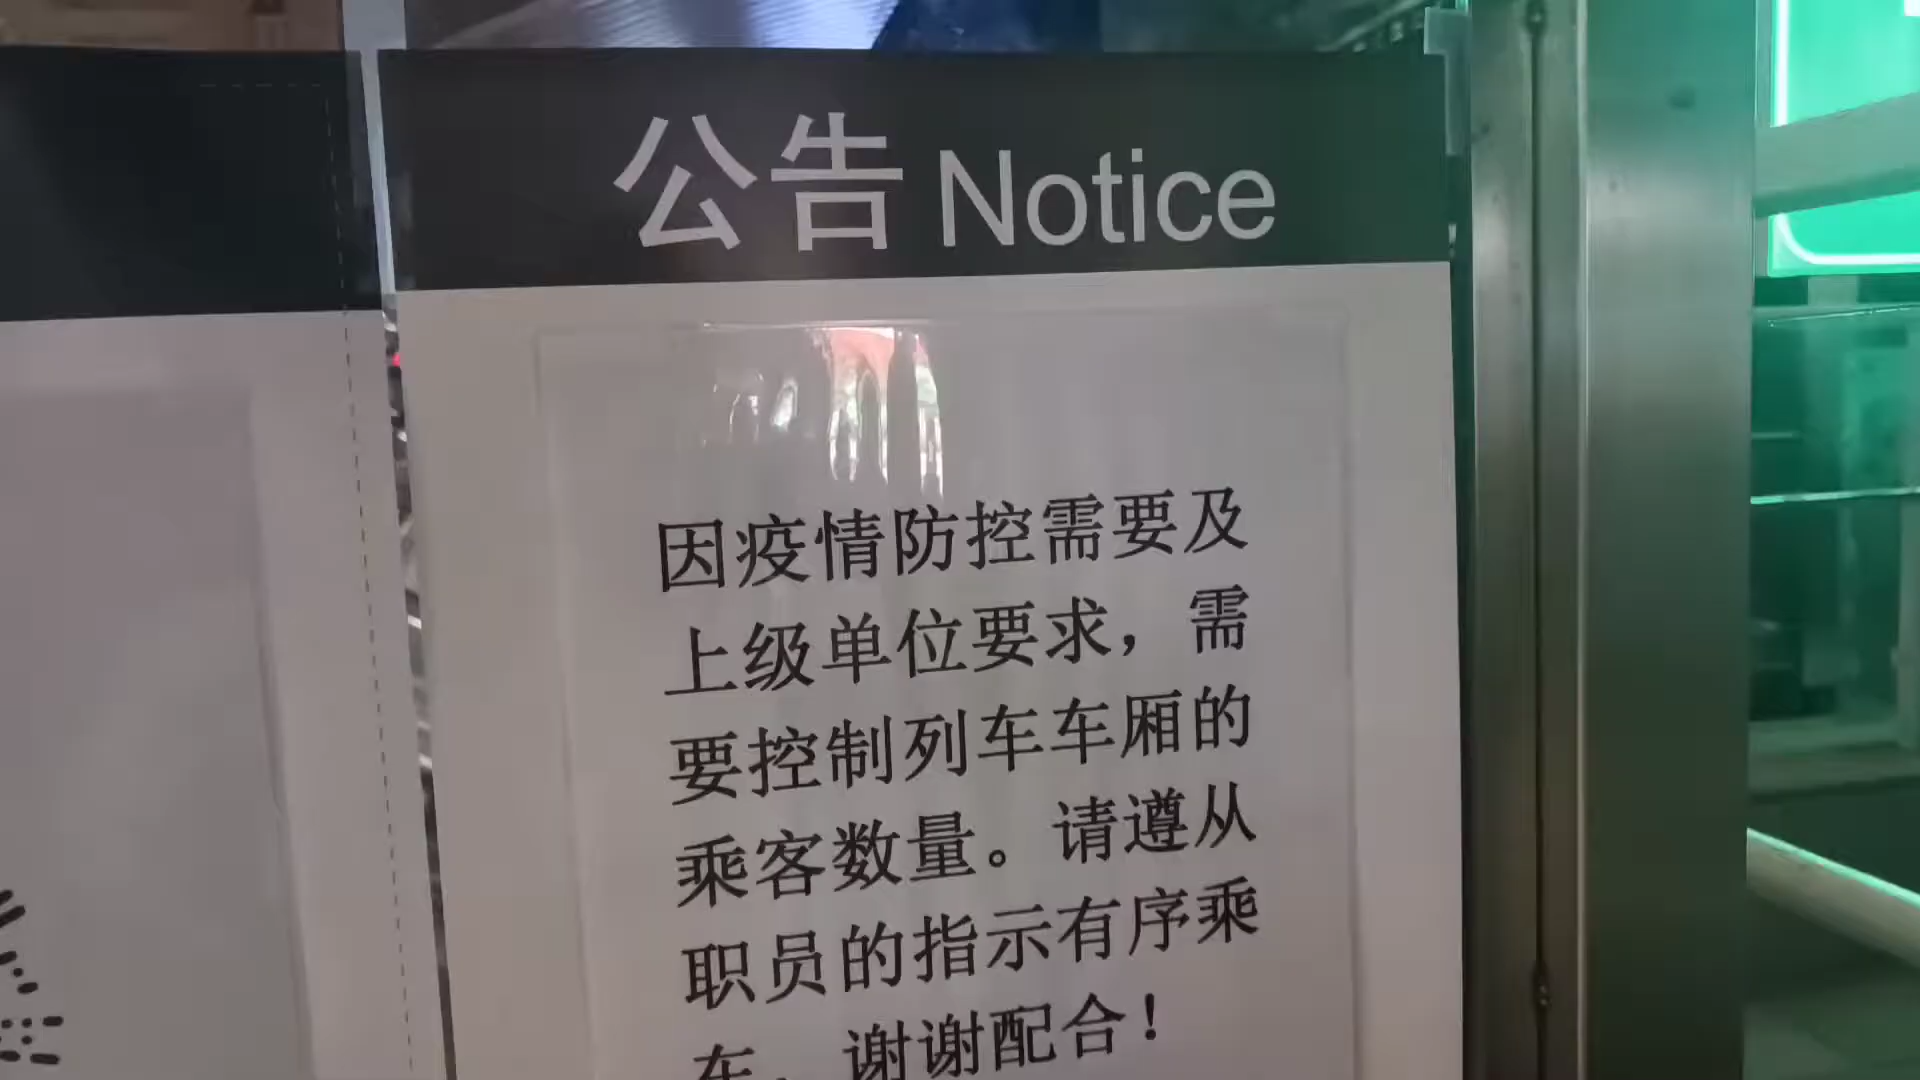 公告 Notice
因疫情防控需要及
上级单位要求，需
要控制列车车厢的
乘客数量。请遵从
职员的指示有序乘
车，谢谢配合！